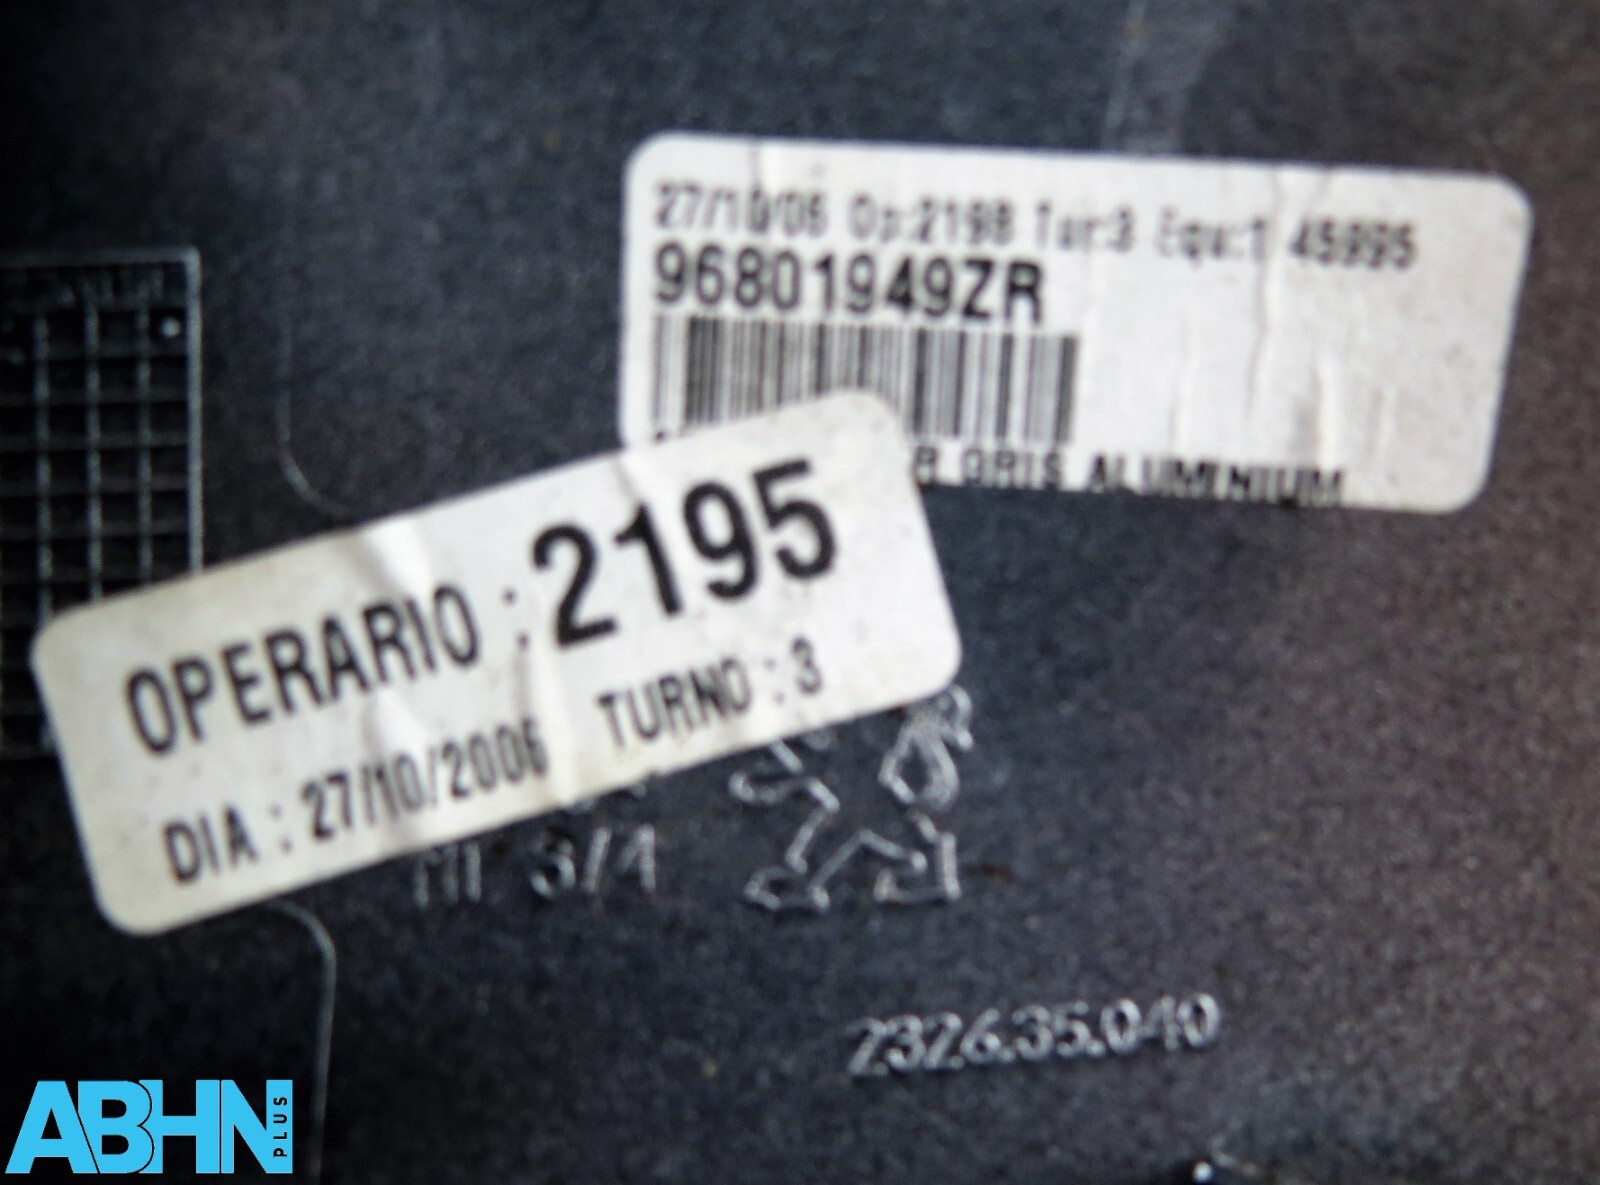 27/10/06 Op:2198 Tur:3 Equ:1 45995
96801949ZR
GRIS ALUMINIUM
OPERARIO : 2195
DIA : 27/10/2006 TURNO : 3
2326.35.040
ABHN PLUS